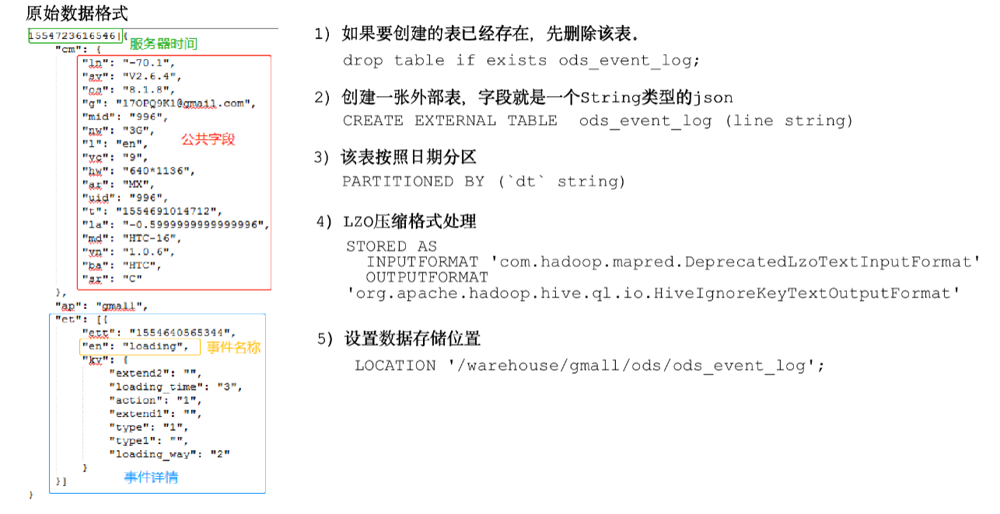 原始数据格式
1554723616546|{
服务器时间
"cm": {
"ln": "-70.1",
"sv": "V2.6.4",
"os": "8.1.8",
"g": "17OPQ9K1@gmail.com",
"mid": "996",
"nw": "3G",
"l": "en",
公共字段
"vc": "9",
"hw": "640*1136",
"ar": "MX",
"uid": "996",
"t": "1554691014712",
"la": "-0.5999999999999996",
"md": "HTC-16",
"vn": "1.0.6",
"ba": "HTC",
"sr": "C"
},
"ap": "gmall",
"et": [{
"ett": "1554640565344",
"en": "loading",
事件名称
"kv": {
"extend2": "",
"loading_time": "3",
"action": "1",
"extend1": "",
"type": "1",
"type1": "",
"loading_way": "2"
}
事件详情
}]
}
1) 如果要创建的表已经存在，先删除该表。
drop table if exists ods_event_log;
2) 创建一张外部表，字段就是一个String类型的json
CREATE EXTERNAL TABLE  ods_event_log (line string)
3) 该表按照日期分区
PARTITIONED BY (`dt` string)
4) LZO压缩格式处理
STORED AS
INPUTFORMAT 'com.hadoop.mapred.DeprecatedLzoTextInputFormat'
OUTPUTFORMAT
'org.apache.hadoop.hive.ql.io.HiveIgnoreKeyTextOutputFormat'
5) 设置数据存储位置
LOCATION '/warehouse/gmall/ods/ods_event_log';